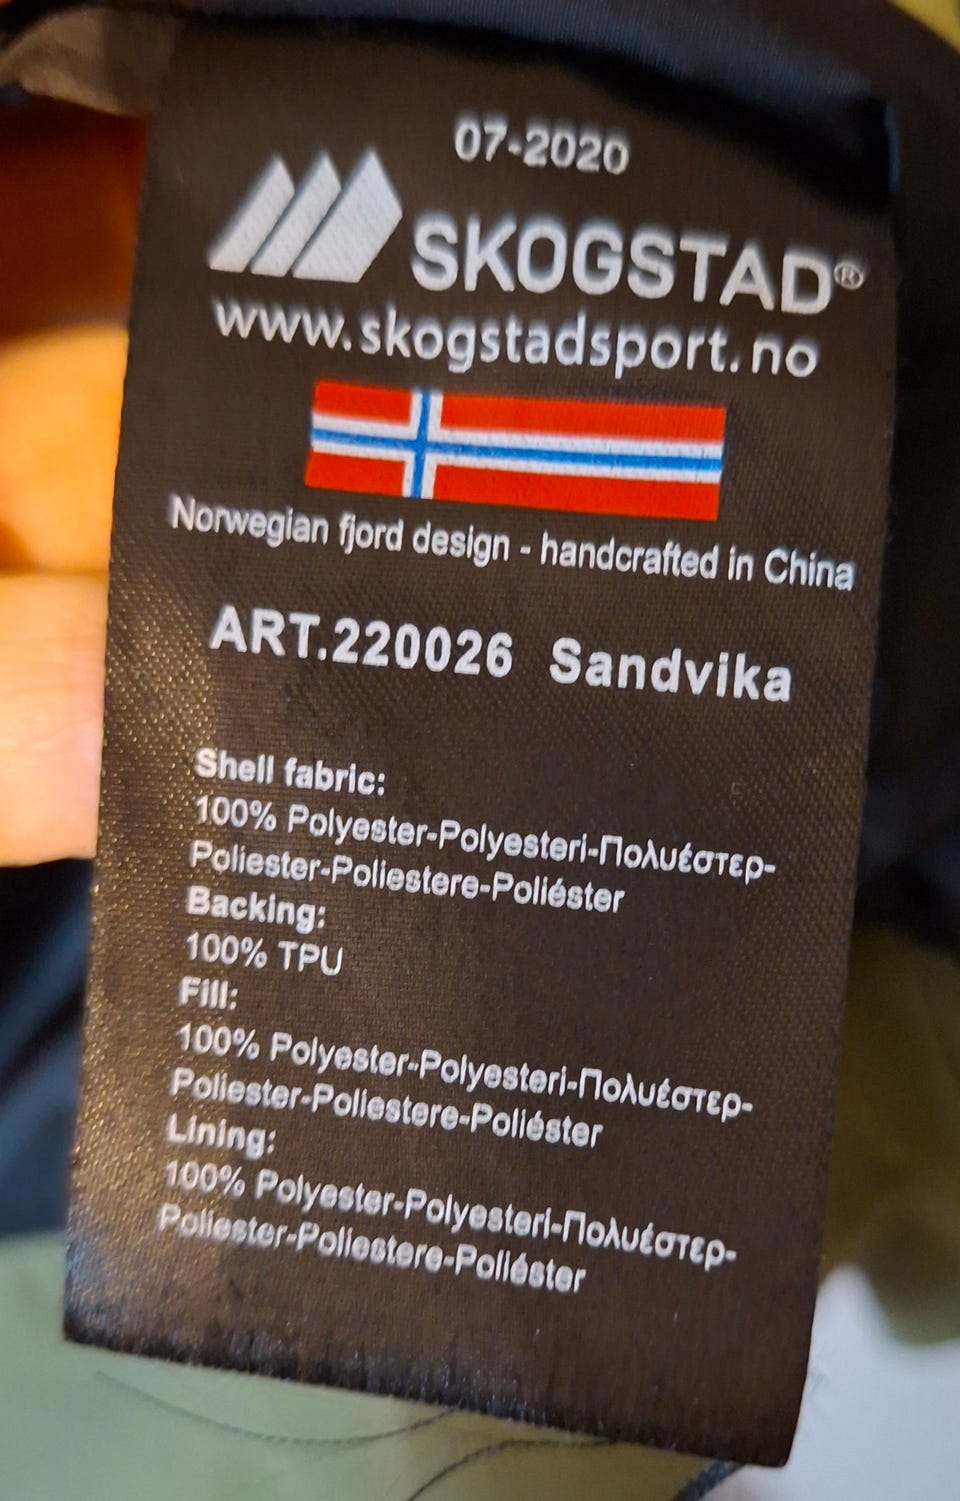 07-2020
SKOGSTAD®
www.skogstadsport.no
Norwegian fjord design - handcrafted in China
ART.220026 Sandvika
Shell fabric:
100% Polyester-Polyesteri-Πολυέστερ-
Poliester-Poliestere-Poliéster
Backing:
100% TPU
Fill:
100% Polyester-Polyesteri-Πολυέστερ-
Poliester-Poliestere-Poliéster
Lining:
100% Polyester-Polyesteri-Πολυέστερ-
Poliester-Poliestere-Poliéster